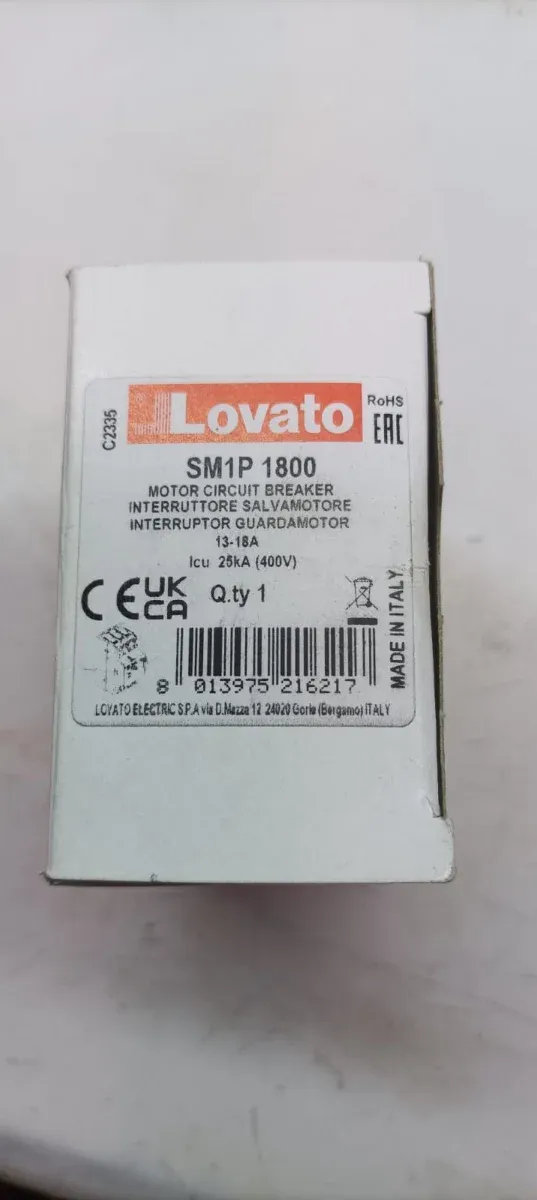 C2335
Lovato
RoHS
EAC
SM1P 1800
MOTOR CIRCUIT BREAKER
INTERRUTTORE SALVAMOTORE
INTERRUPTOR GUARDAMOTOR
13-18A
Icu 25kA (400V)
CE UK CA Q.ty 1
MADE IN ITALY
8 013975 216217
LOVATO ELECTRIC S.P.A via D.Mazza 12 24020 Gorle (Bergamo) ITALY